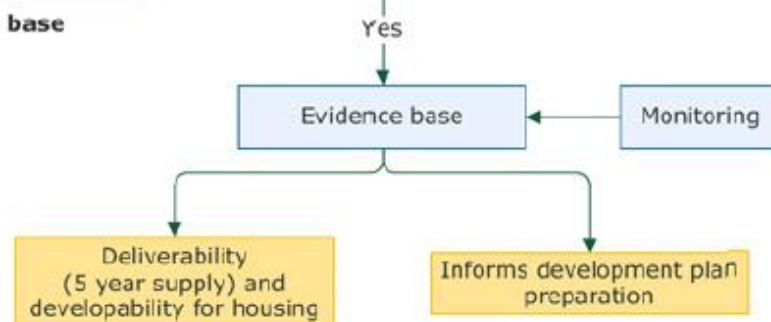 base
Yes
Evidence base
Monitoring
Deliverability
(5 year supply) and
developability for housing
Informs development plan
preparation